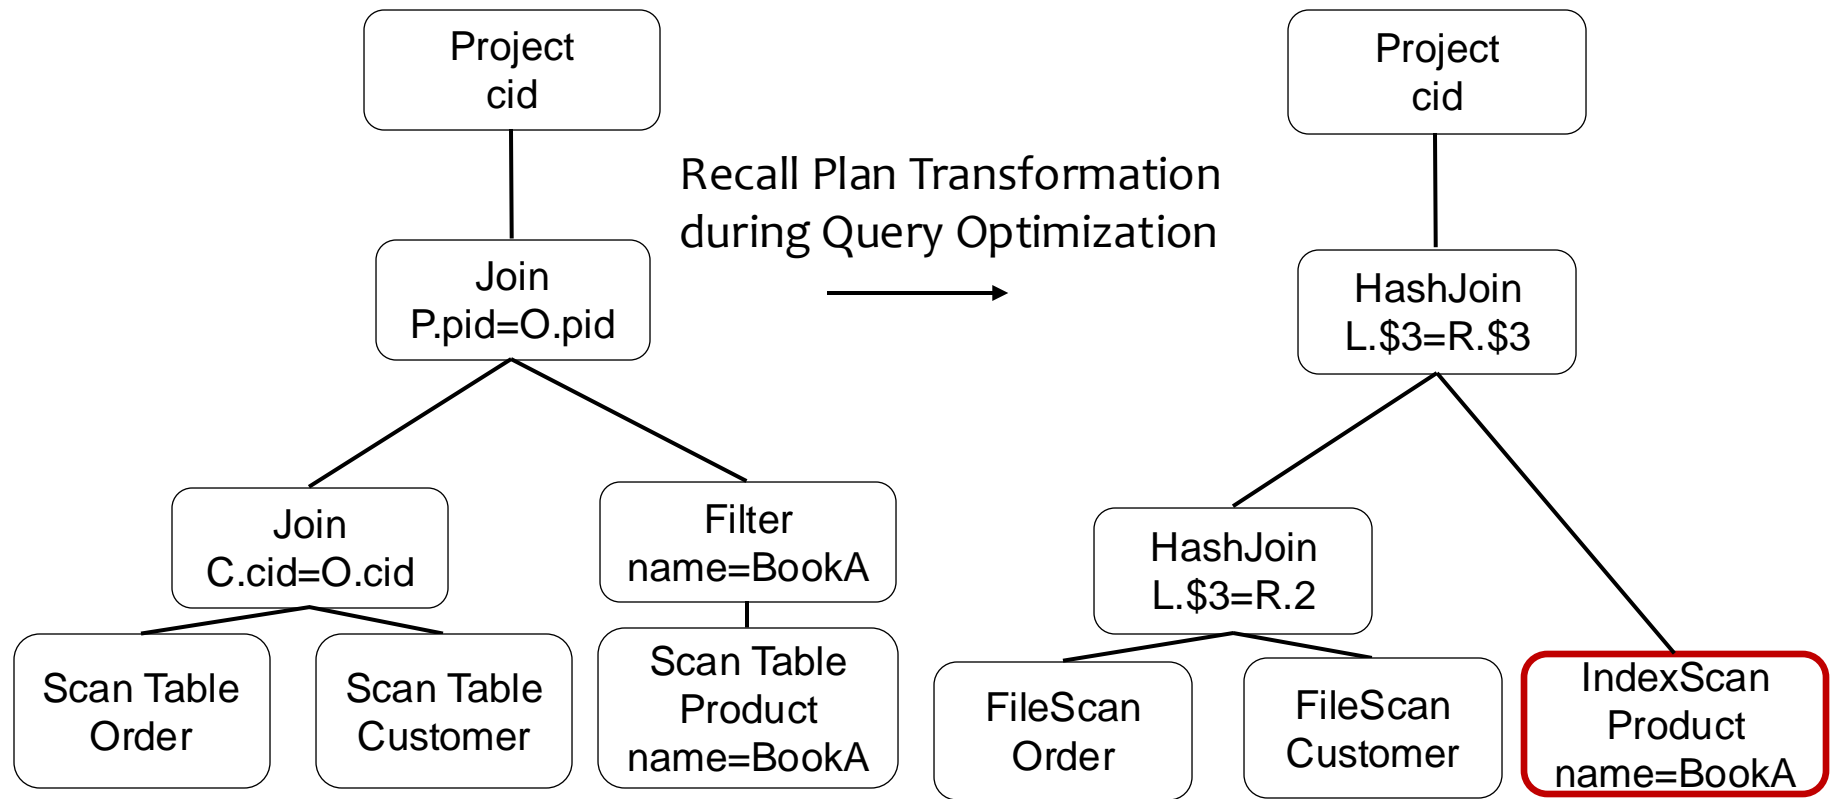 Project
cid
Join
P.pid=O.pid
Join
C.cid=O.cid
Filter
name=BookA
Scan Table
Order
Scan Table
Customer
Scan Table
Product
name=BookA
Recall Plan Transformation
during Query Optimization
Project
cid
HashJoin
L.$3=R.$3
HashJoin
L.$3=R.2
FileScan
Order
FileScan
Customer
IndexScan
Product
name=BookA